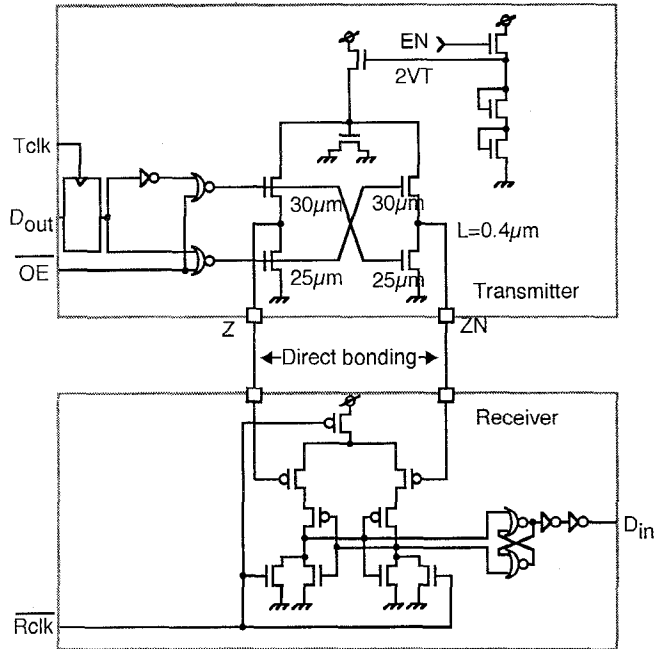 EN
2VT
Tclk
Dout
OE
30µm
30µm
L=0.4µm
25µm
25µm
Transmitter
Z
ZN
Direct bonding
Receiver
Din
Rclk